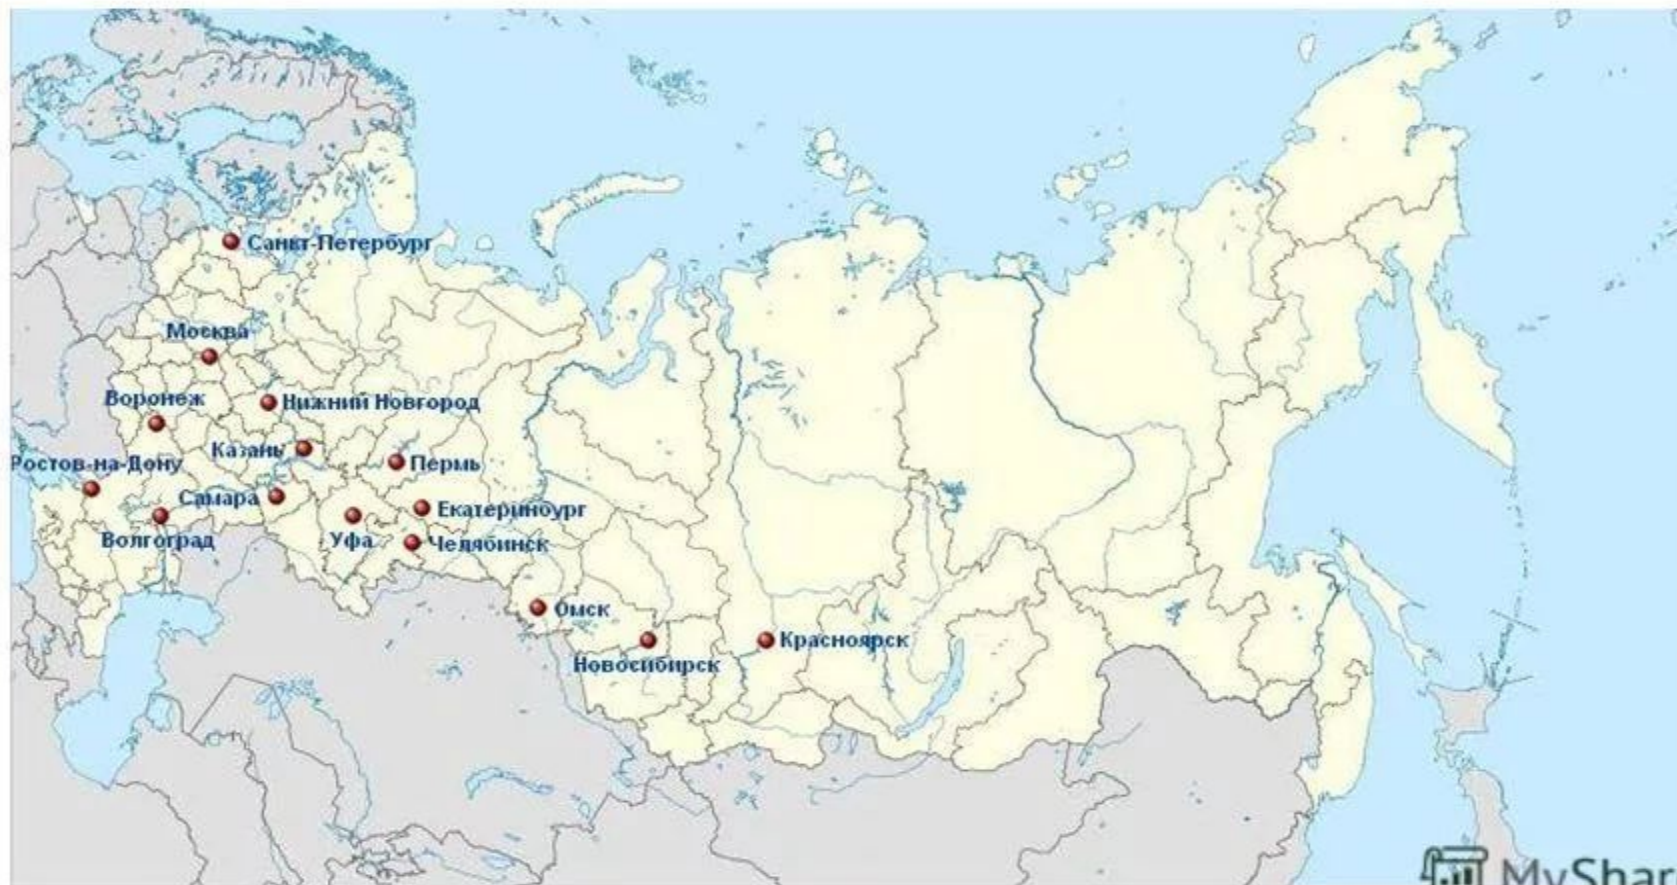 Санкт-Петербург
Москва
Воронеж
Нижний Новгород
Казань
Пермь
Ростов-на-Дону
Самара
Екатеринбург
Волгоград
Уфа
Челябинск
Омск
Красноярск
Новосибирск
MyShar